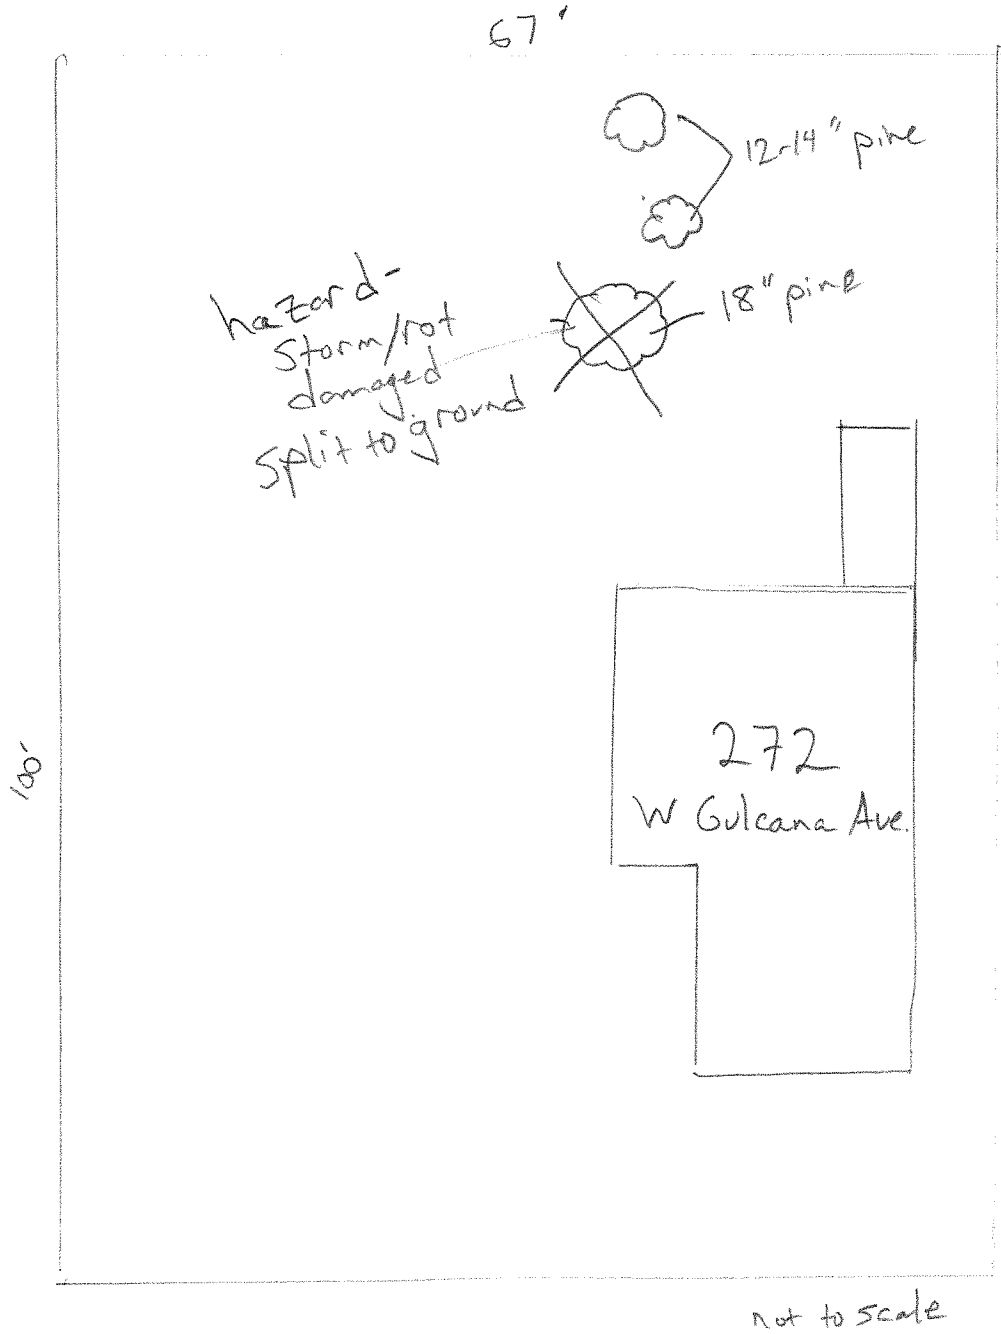 67'
12-14" pine
18" pine
hazard-
storm/rot
damaged
split to ground
100'
272
W Gulcana Ave.
not to scale